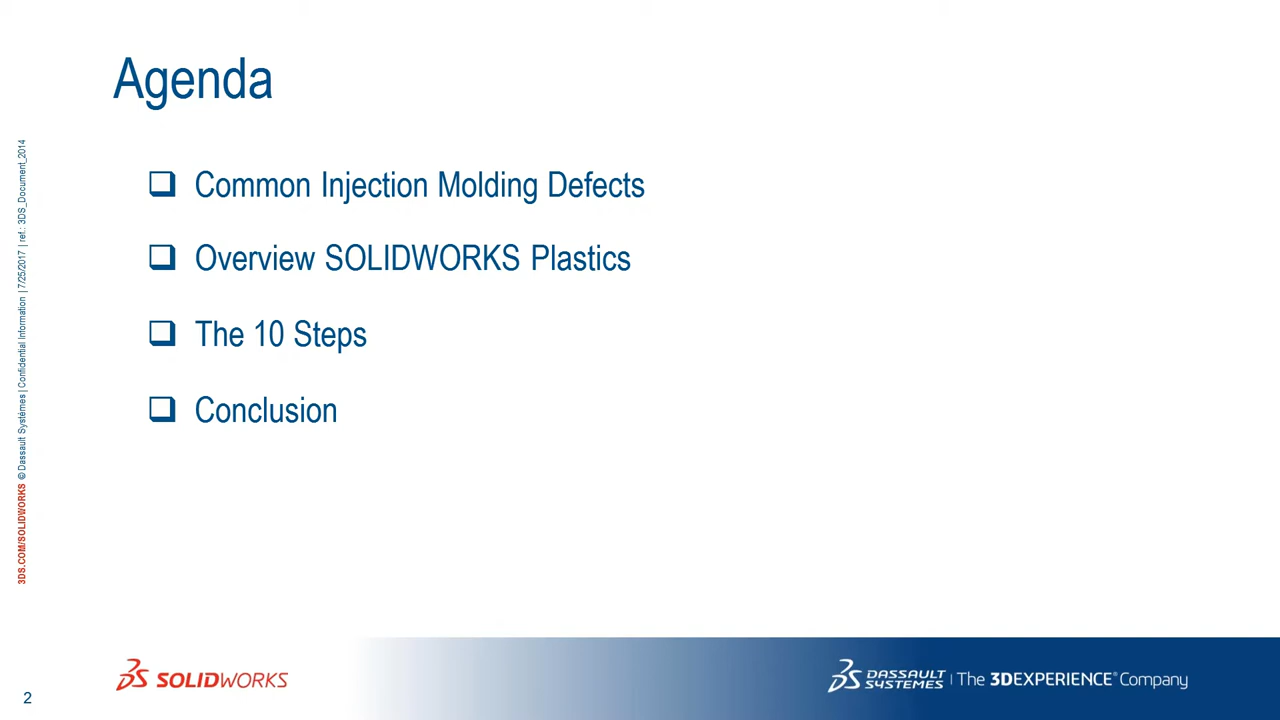 Agenda
Common Injection Molding Defects
Overview SOLIDWORKS Plastics
The 10 Steps
Conclusion
3DS.COM/SOLIDWORKS © Dassault Systèmes | Confidential Information | 7/25/2017 | ref.: 3DS_Document_2014
2
SOLIDWORKS
DASSAULT SYSTEMES | The 3DEXPERIENCE® Company